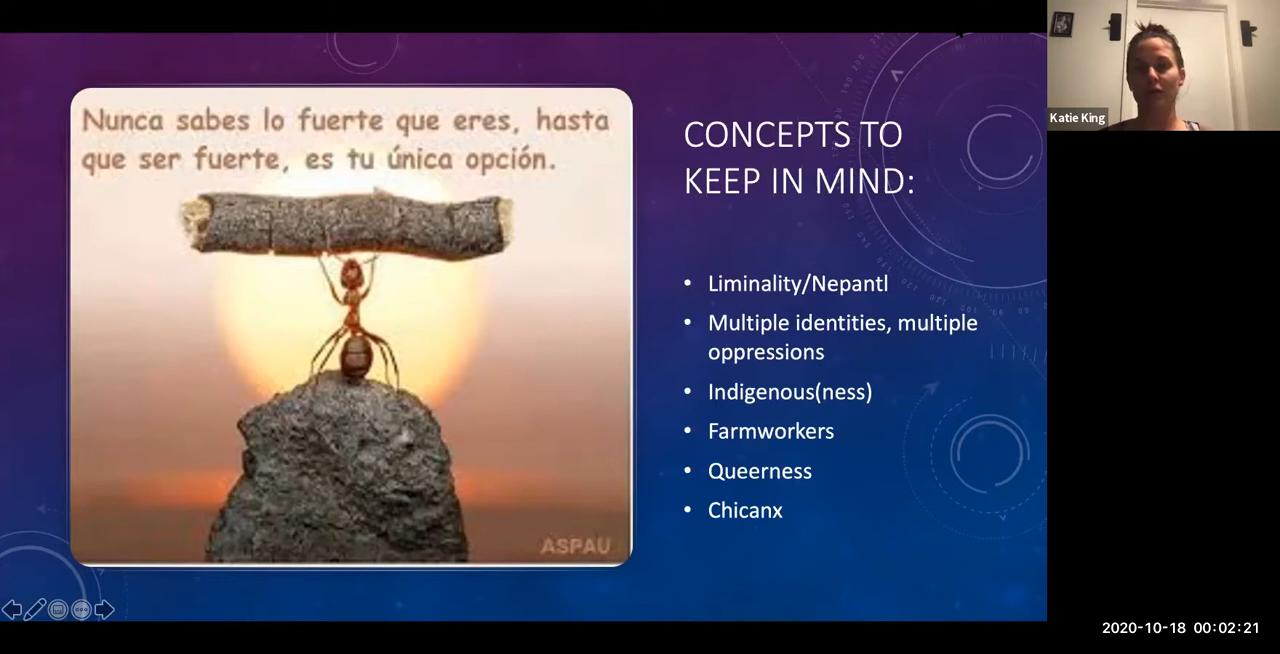 Nunca sabes lo fuerte que eres, hasta
que ser fuerte, es tu única opción.
ASPAU
CONCEPTS TO
KEEP IN MIND:
• Liminality/Nepantl
• Multiple identities, multiple
oppressions
• Indigenous(ness)
• Farmworkers
• Queerness
• Chicanx
Katie King
2020-10-18 00:02:21